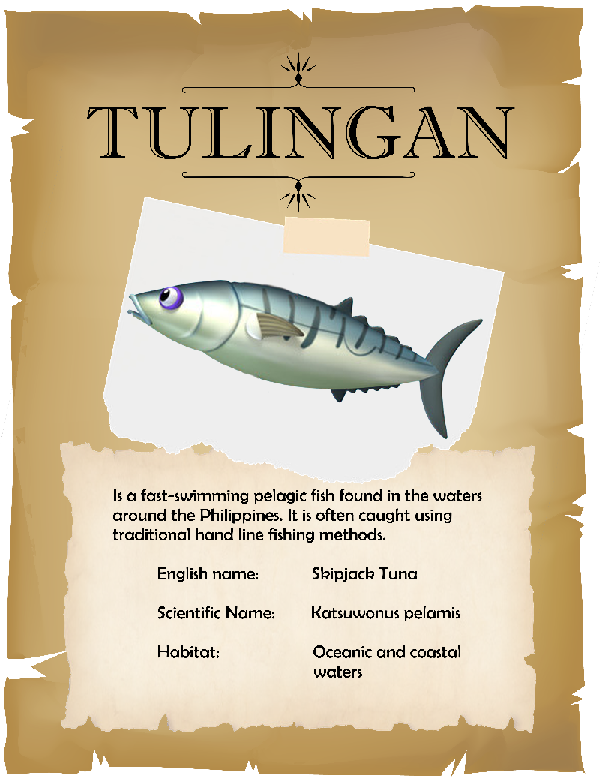 TULINGAN
Is a fast-swimming pelagic fish found in the waters
around the Philippines. It is often caught using
traditional hand line fishing methods.
English name: Skipjack Tuna
Scientific Name: Katsuwonus pelamis
Habitat: Oceanic and coastal
waters